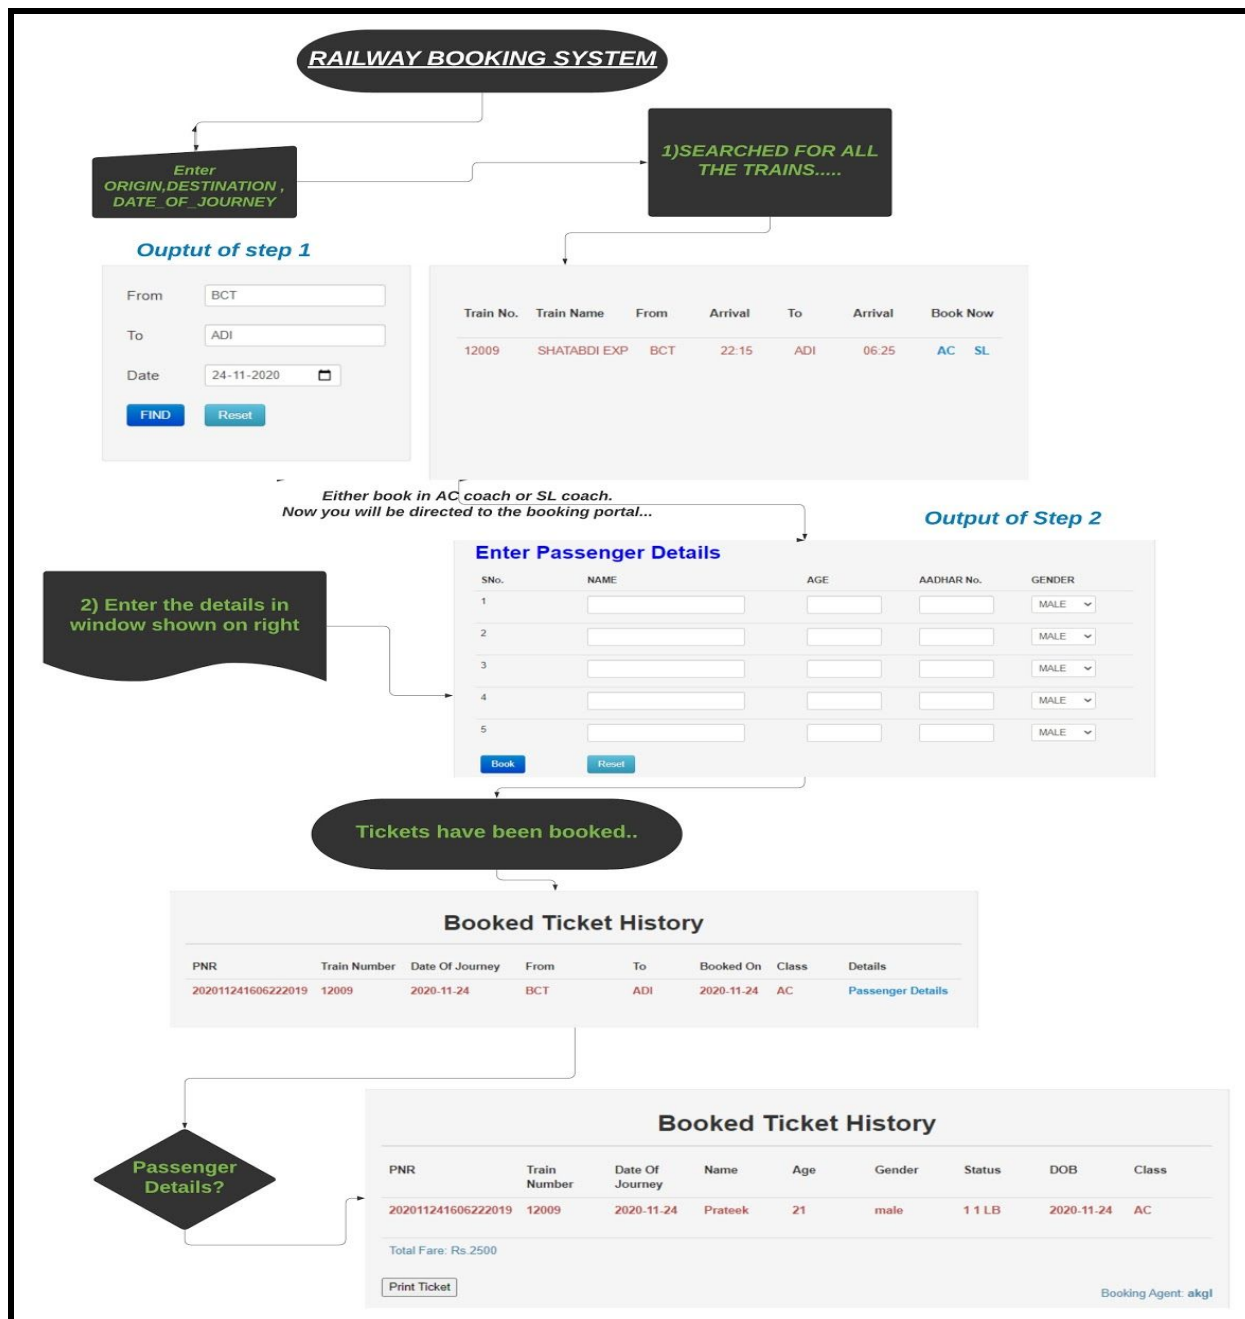 RAILWAY BOOKING SYSTEM
Enter
ORIGIN,DESTINATION ,
DATE_OF_JOURNEY
1)SEARCHED FOR ALL
THE TRAINS.....
Ouptut of step 1
From BCT
To ADI
Date 24-11-2020
FIND Reset
Train No. Train Name From Arrival To Arrival Book Now
12009 SHATABDI EXP BCT 22:15 ADI 06:25 AC SL
Either book in AC coach or SL coach.
Now you will be directed to the booking portal...
Output of Step 2
2) Enter the details in
window shown on right
Enter Passenger Details
SNo. NAME AGE AADHAR No. GENDER
1 MALE
2 MALE
3 MALE
4 MALE
5 MALE
Book Reset
Tickets have been booked..
Booked Ticket History
PNR Train Number Date Of Journey From To Booked On Class Details
202011241606222019 12009 2020-11-24 BCT ADI 2020-11-24 AC Passenger Details
Passenger
Details?
Booked Ticket History
PNR Train Date Of Name Age Gender Status DOB Class
Number Journey
202011241606222019 12009 2020-11-24 Prateek 21 male 1 1 LB 2020-11-24 AC
Total Fare: Rs.2500
Print Ticket
Booking Agent: akgl